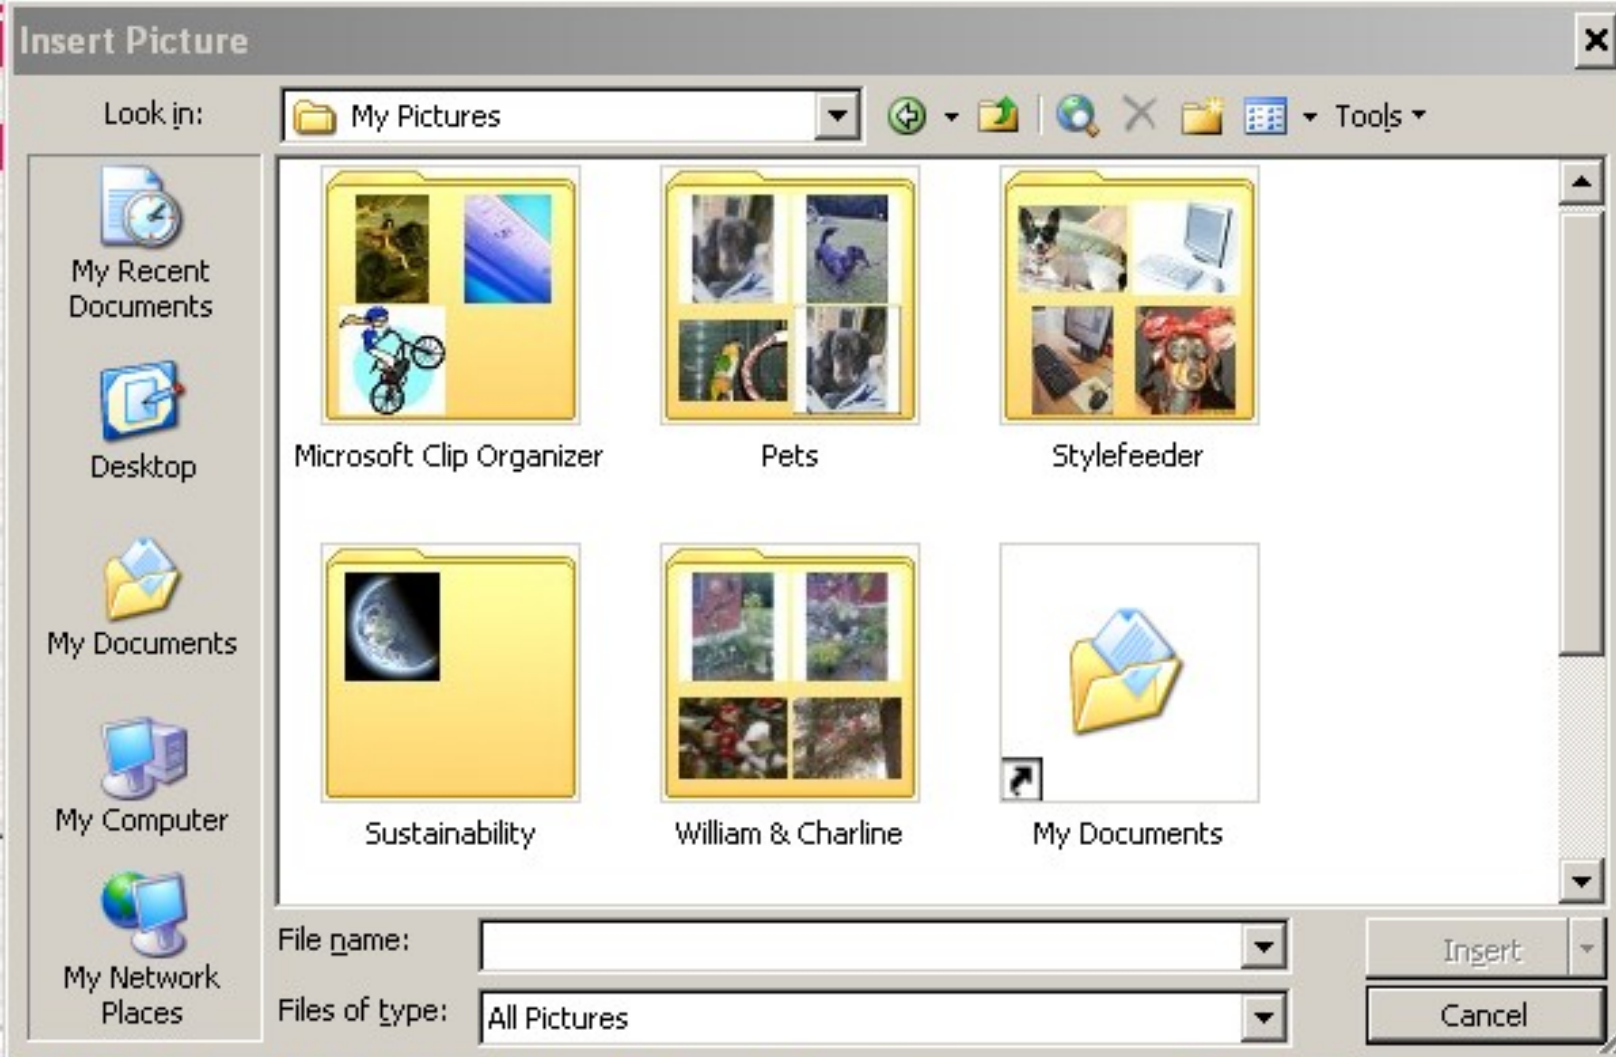 Insert Picture
Look in:
My Pictures
Tools
My Recent
Documents
Desktop
My Documents
My Computer
My Network
Places
Microsoft Clip Organizer
Pets
Stylefeeder
Sustainability
William & Charline
My Documents
File name:
Insert
Files of type:
All Pictures
Cancel